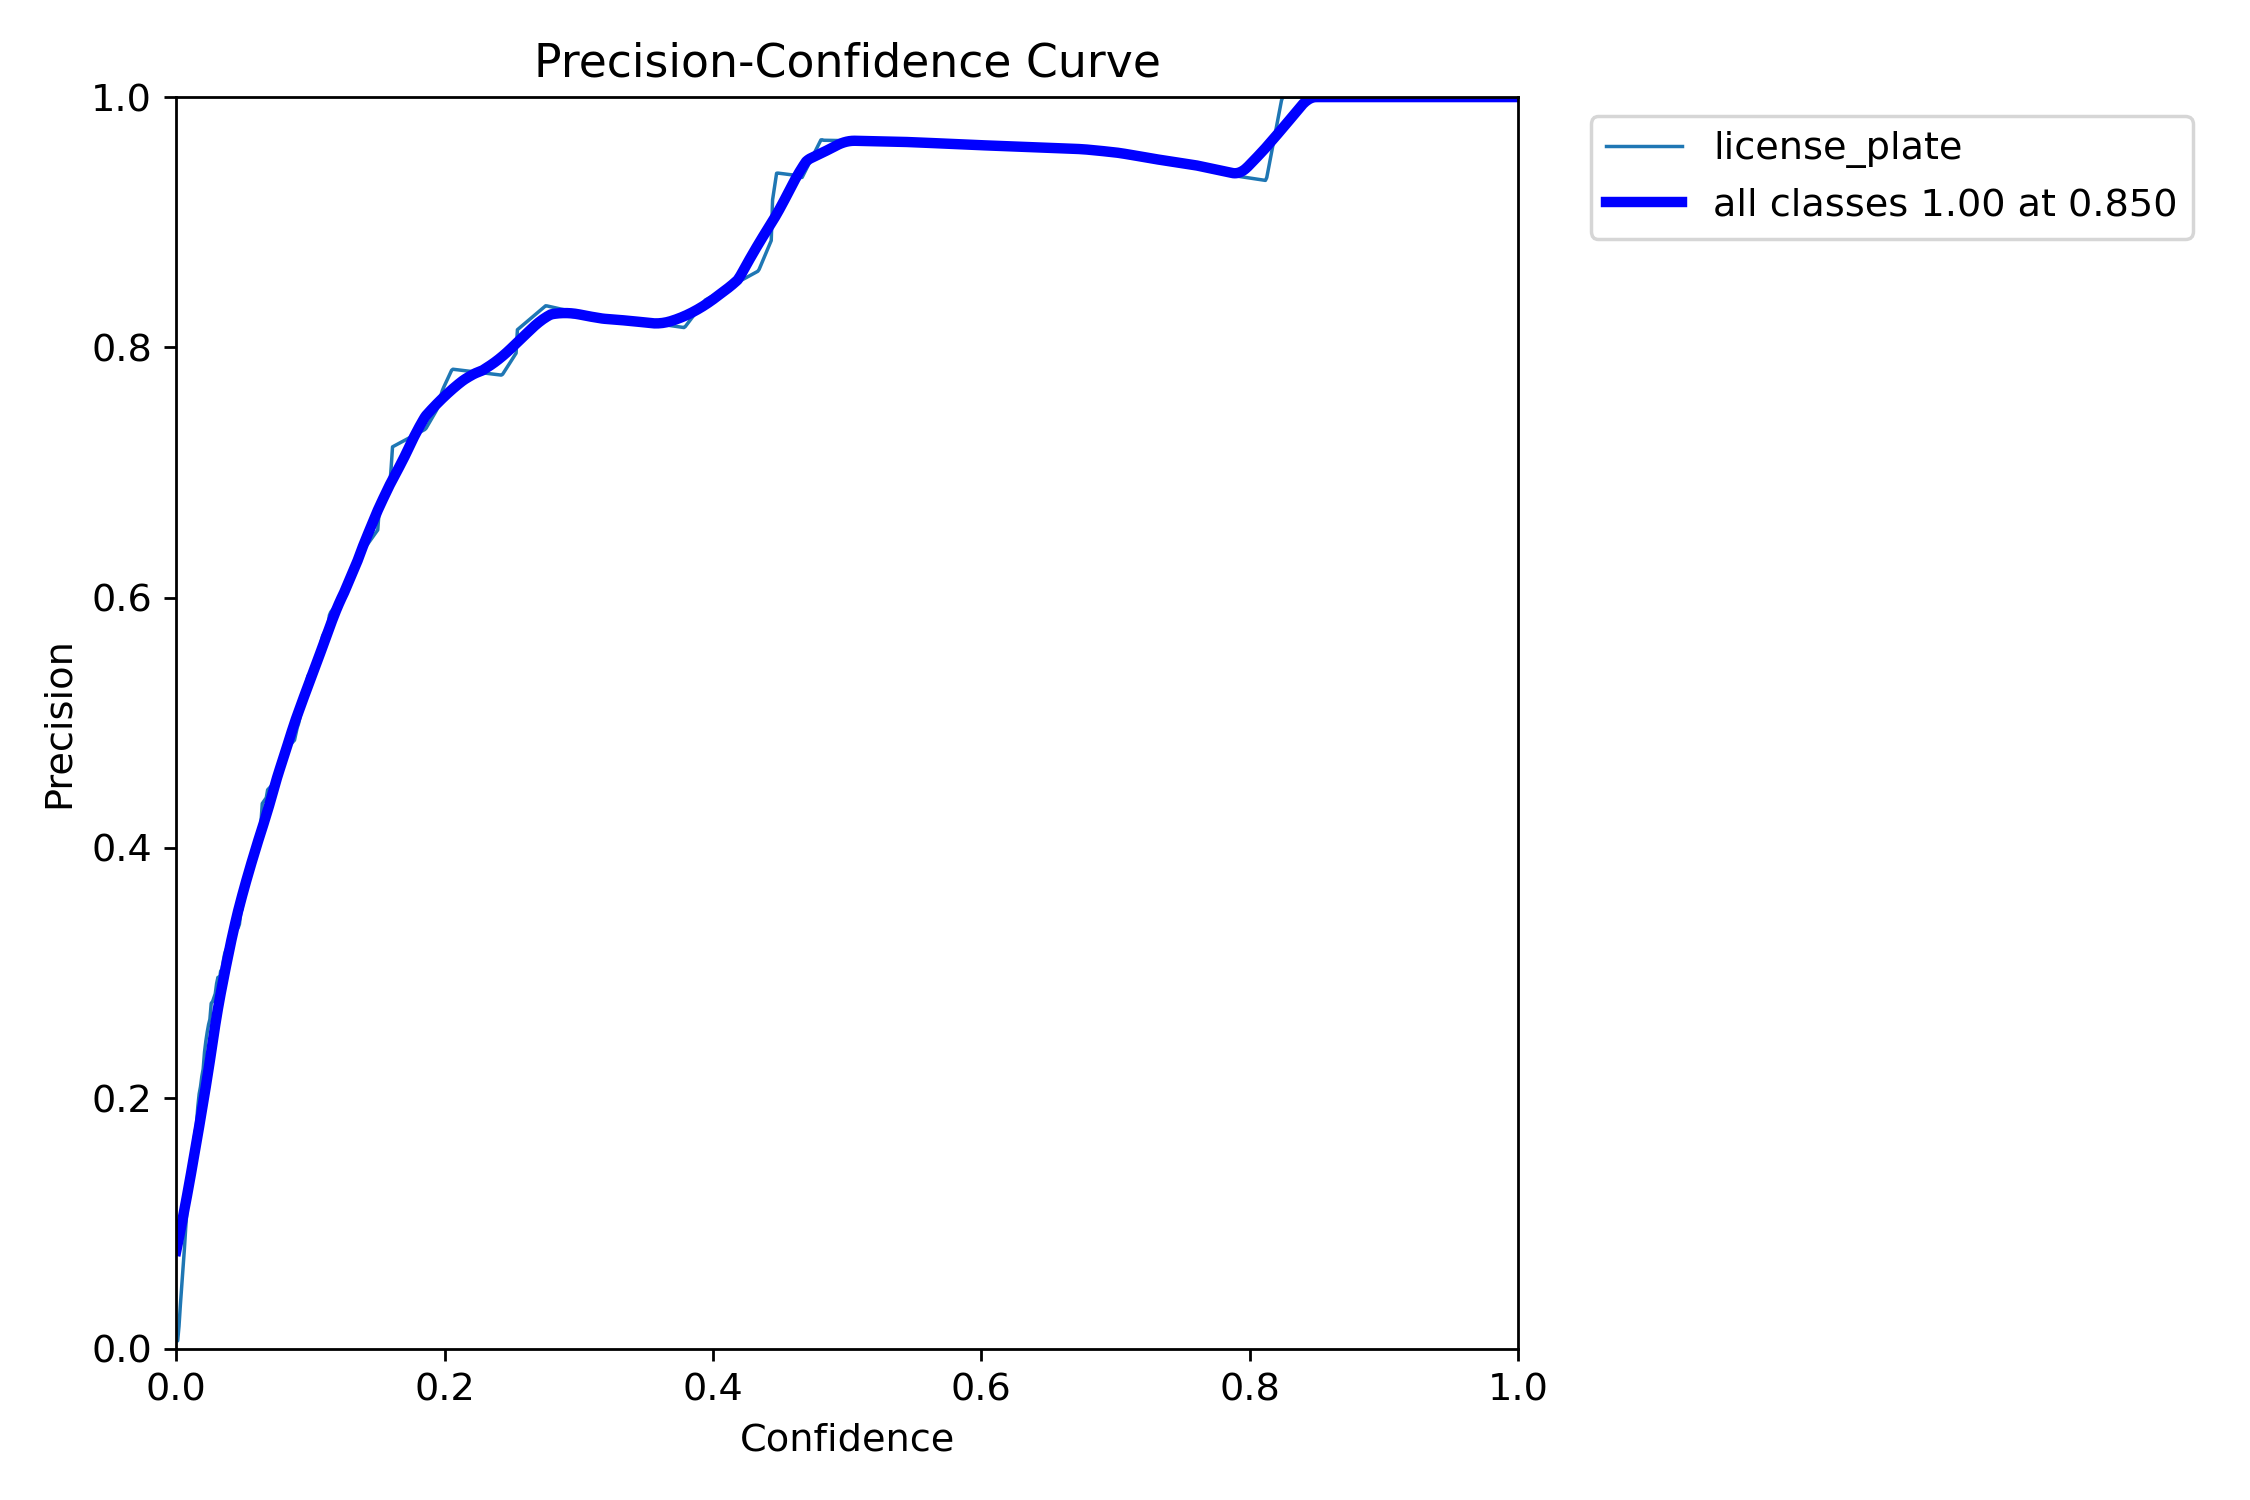 Precision-Confidence Curve
1.0
0.8
0.6
0.4
0.2
0.0
Precision
0.0 0.2 0.4 0.6 0.8 1.0
Confidence
license_plate
all classes 1.00 at 0.850